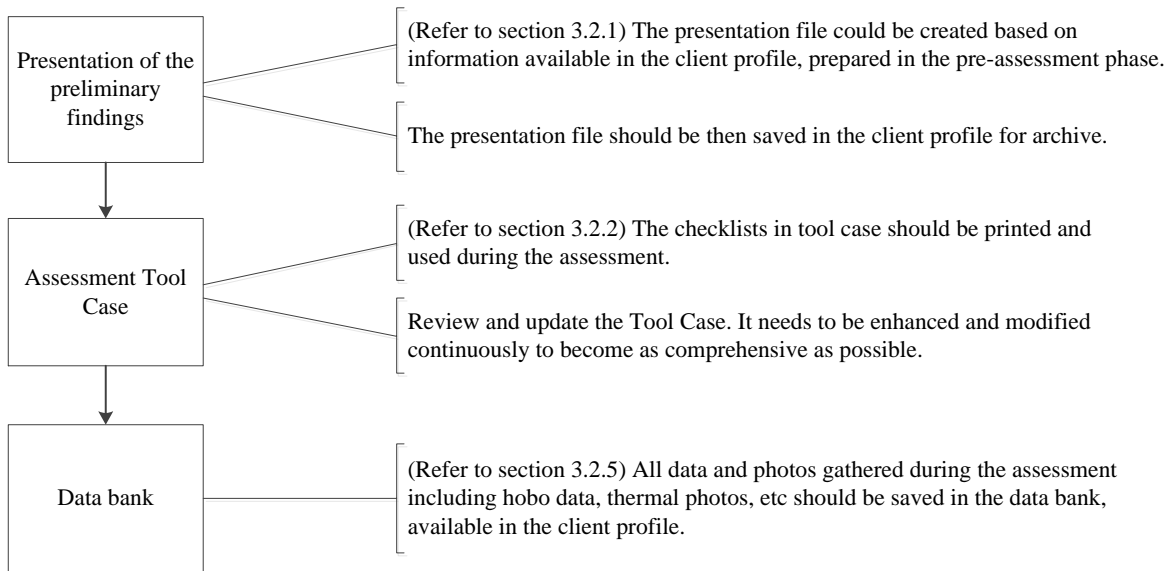 Presentation of the
preliminary
findings
(Refer to section 3.2.1) The presentation file could be created based on
information available in the client profile, prepared in the pre-assessment phase.
The presentation file should be then saved in the client profile for archive.
Assessment Tool
Case
(Refer to section 3.2.2) The checklists in tool case should be printed and
used during the assessment.
Review and update the Tool Case. It needs to be enhanced and modified
continuously to become as comprehensive as possible.
Data bank
(Refer to section 3.2.5) All data and photos gathered during the assessment
including hobo data, thermal photos, etc should be saved in the data bank,
available in the client profile.